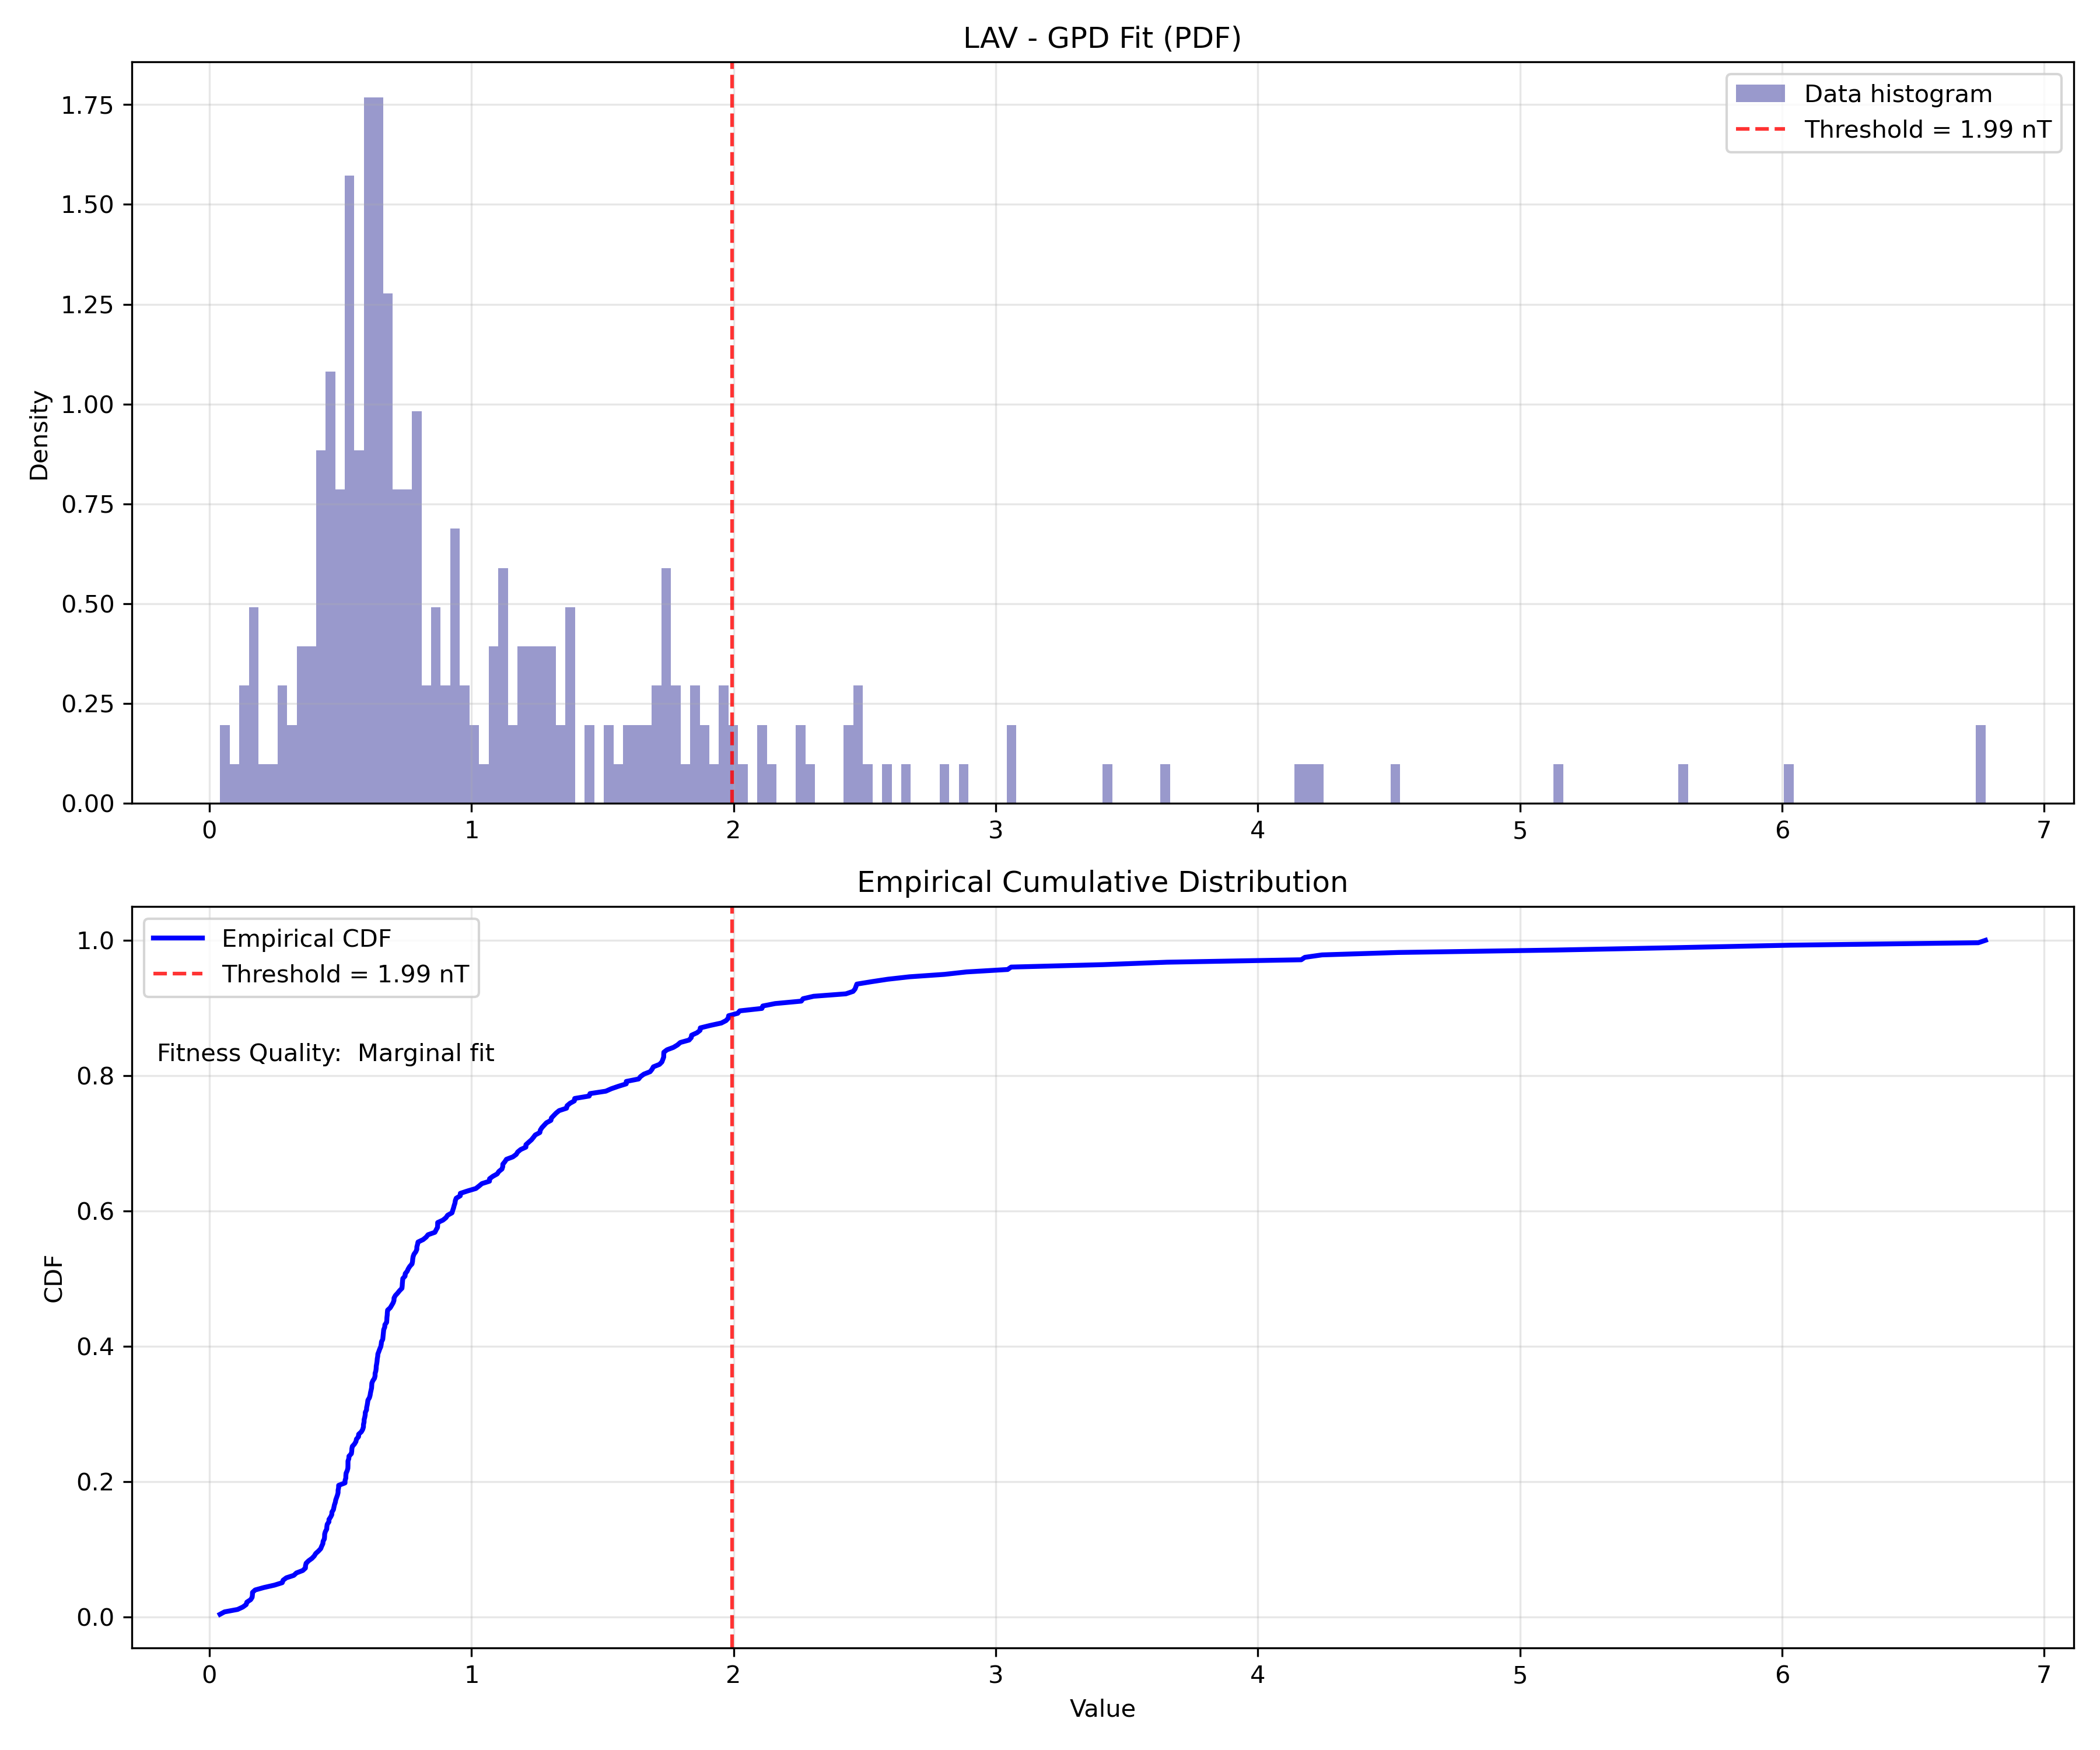 LAV - GPD Fit (PDF)
Density
1.75
1.50
1.25
1.00
0.75
0.50
0.25
0.00
Data histogram
Threshold = 1.99 nT
0 1 2 3 4 5 6 7
Empirical Cumulative Distribution
CDF
1.0
0.8
0.6
0.4
0.2
0.0
Empirical CDF
Threshold = 1.99 nT
Fitness Quality: Marginal fit
0 1 2 3 4 5 6 7
Value